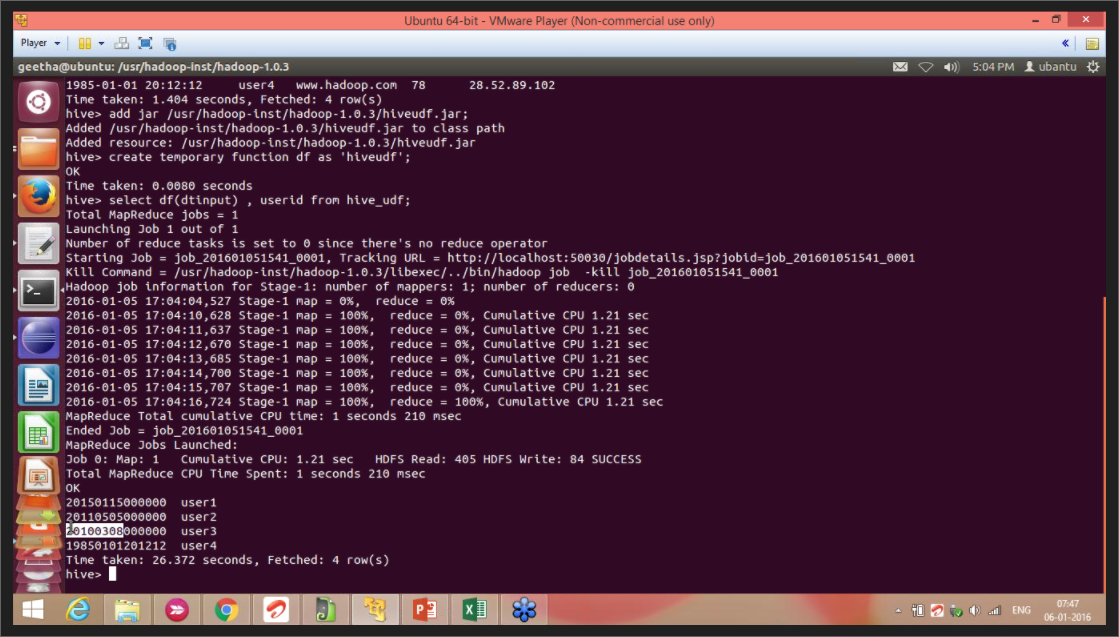 Ubuntu 64-bit - VMware Player (Non-commercial use only)
Player
geetha@ubuntu: /usr/hadoop-inst/hadoop-1.0.3
5:04 PM ubantu
1985-01-01 20:12:12 user4 www.hadoop.com 78 28.52.89.102
Time taken: 1.404 seconds, Fetched: 4 row(s)
hive> add jar /usr/hadoop-inst/hadoop-1.0.3/hiveudf.jar;
Added /usr/hadoop-inst/hadoop-1.0.3/hiveudf.jar to class path
Added resource: /usr/hadoop-inst/hadoop-1.0.3/hiveudf.jar
hive> create temporary function df as 'hiveudf';
OK
Time taken: 0.0080 seconds
hive> select df(dtinput) , userid from hive_udf;
Total MapReduce jobs = 1
Launching Job 1 out of 1
Number of reduce tasks is set to 0 since there's no reduce operator
Starting Job = job_201601051541_0001, Tracking URL = http://localhost:50030/jobdetails.jsp?jobid=job_201601051541_0001
Kill Command = /usr/hadoop-inst/hadoop-1.0.3/libexec/../bin/hadoop job -kill job_201601051541_0001
Hadoop job information for Stage-1: number of mappers: 1; number of reducers: 0
2016-01-05 17:04:04,527 Stage-1 map = 0%, reduce = 0%
2016-01-05 17:04:10,628 Stage-1 map = 100%, reduce = 0%, Cumulative CPU 1.21 sec
2016-01-05 17:04:11,637 Stage-1 map = 100%, reduce = 0%, Cumulative CPU 1.21 sec
2016-01-05 17:04:12,670 Stage-1 map = 100%, reduce = 0%, Cumulative CPU 1.21 sec
2016-01-05 17:04:13,685 Stage-1 map = 100%, reduce = 0%, Cumulative CPU 1.21 sec
2016-01-05 17:04:14,700 Stage-1 map = 100%, reduce = 0%, Cumulative CPU 1.21 sec
2016-01-05 17:04:15,707 Stage-1 map = 100%, reduce = 0%, Cumulative CPU 1.21 sec
2016-01-05 17:04:16,724 Stage-1 map = 100%, reduce = 100%, Cumulative CPU 1.21 sec
MapReduce Total cumulative CPU time: 1 seconds 210 msec
Ended Job = job_201601051541_0001
MapReduce Jobs Launched:
Job 0: Map: 1 Cumulative CPU: 1.21 sec HDFS Read: 405 HDFS Write: 84 SUCCESS
Total MapReduce CPU Time Spent: 1 seconds 210 msec
OK
20150115000000 user1
20110505000000 user2
20100308000000 user3
19850101201212 user4
Time taken: 26.372 seconds, Fetched: 4 row(s)
hive>
ENG
07:47
06-01-2016